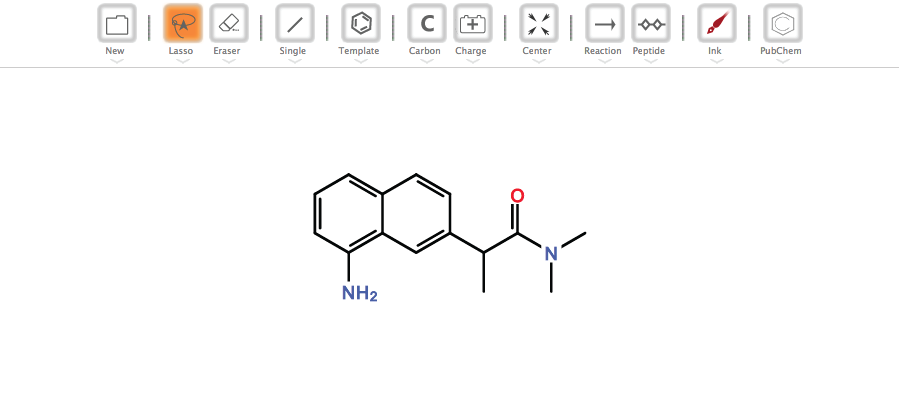 C
New Lasso Eraser Single Template Carbon Charge Center Reaction Peptide Ink PubChem
O
N
NH2